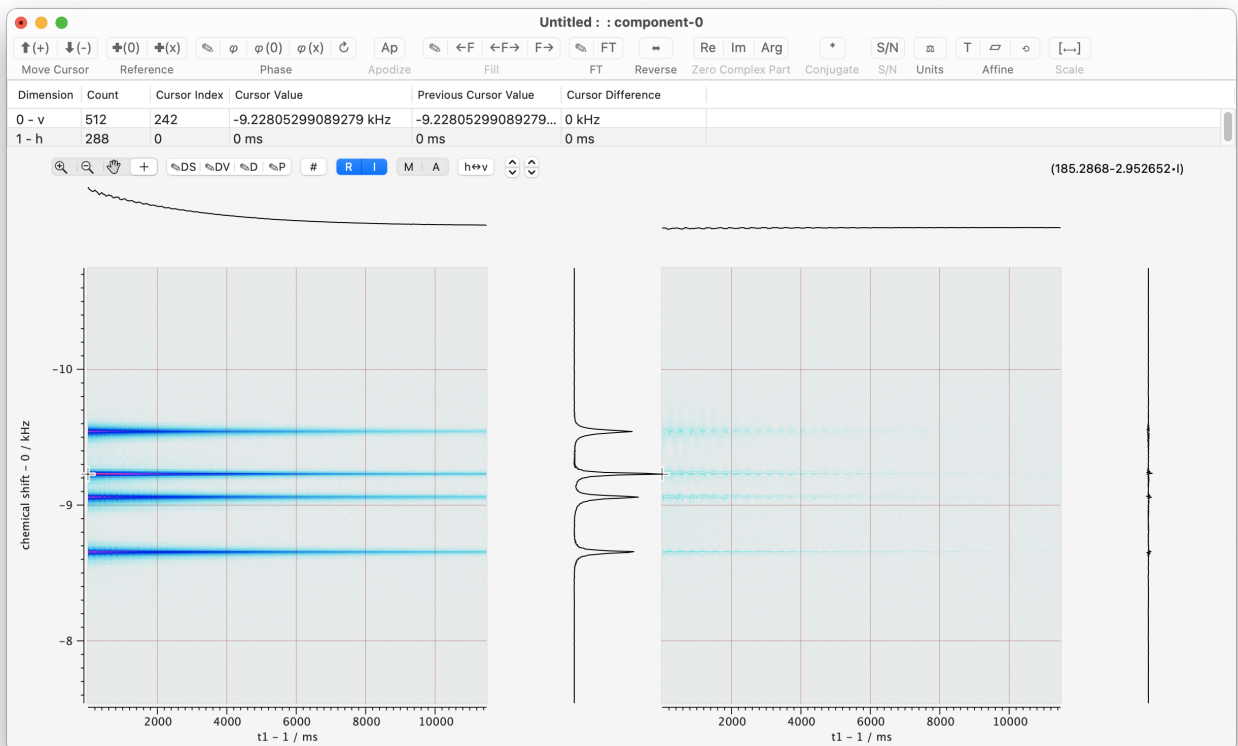 Untitled : : component-0
(+) (-) (0) (x) φ φ(0) φ(x) Ap ←F ←F→ F→ FT Re Im Arg * S/N T [↔]
Move Cursor Reference Phase Apodize Fill FT Reverse Zero Complex Part Conjugate S/N Units Affine Scale
Dimension Count Cursor Index Cursor Value Previous Cursor Value Cursor Difference
0 - v 512 242 -9.22805299089279 kHz -9.22805299089279... 0 kHz
1 - h 288 0 0 ms 0 ms 0 ms
DS DV D P # R I M A h↔v (185.2868-2.952652•I)
-10
-9
-8
chemical shift - 0 / kHz
2000 4000 6000 8000 10000
t1 - 1 / ms
2000 4000 6000 8000 10000
t1 - 1 / ms